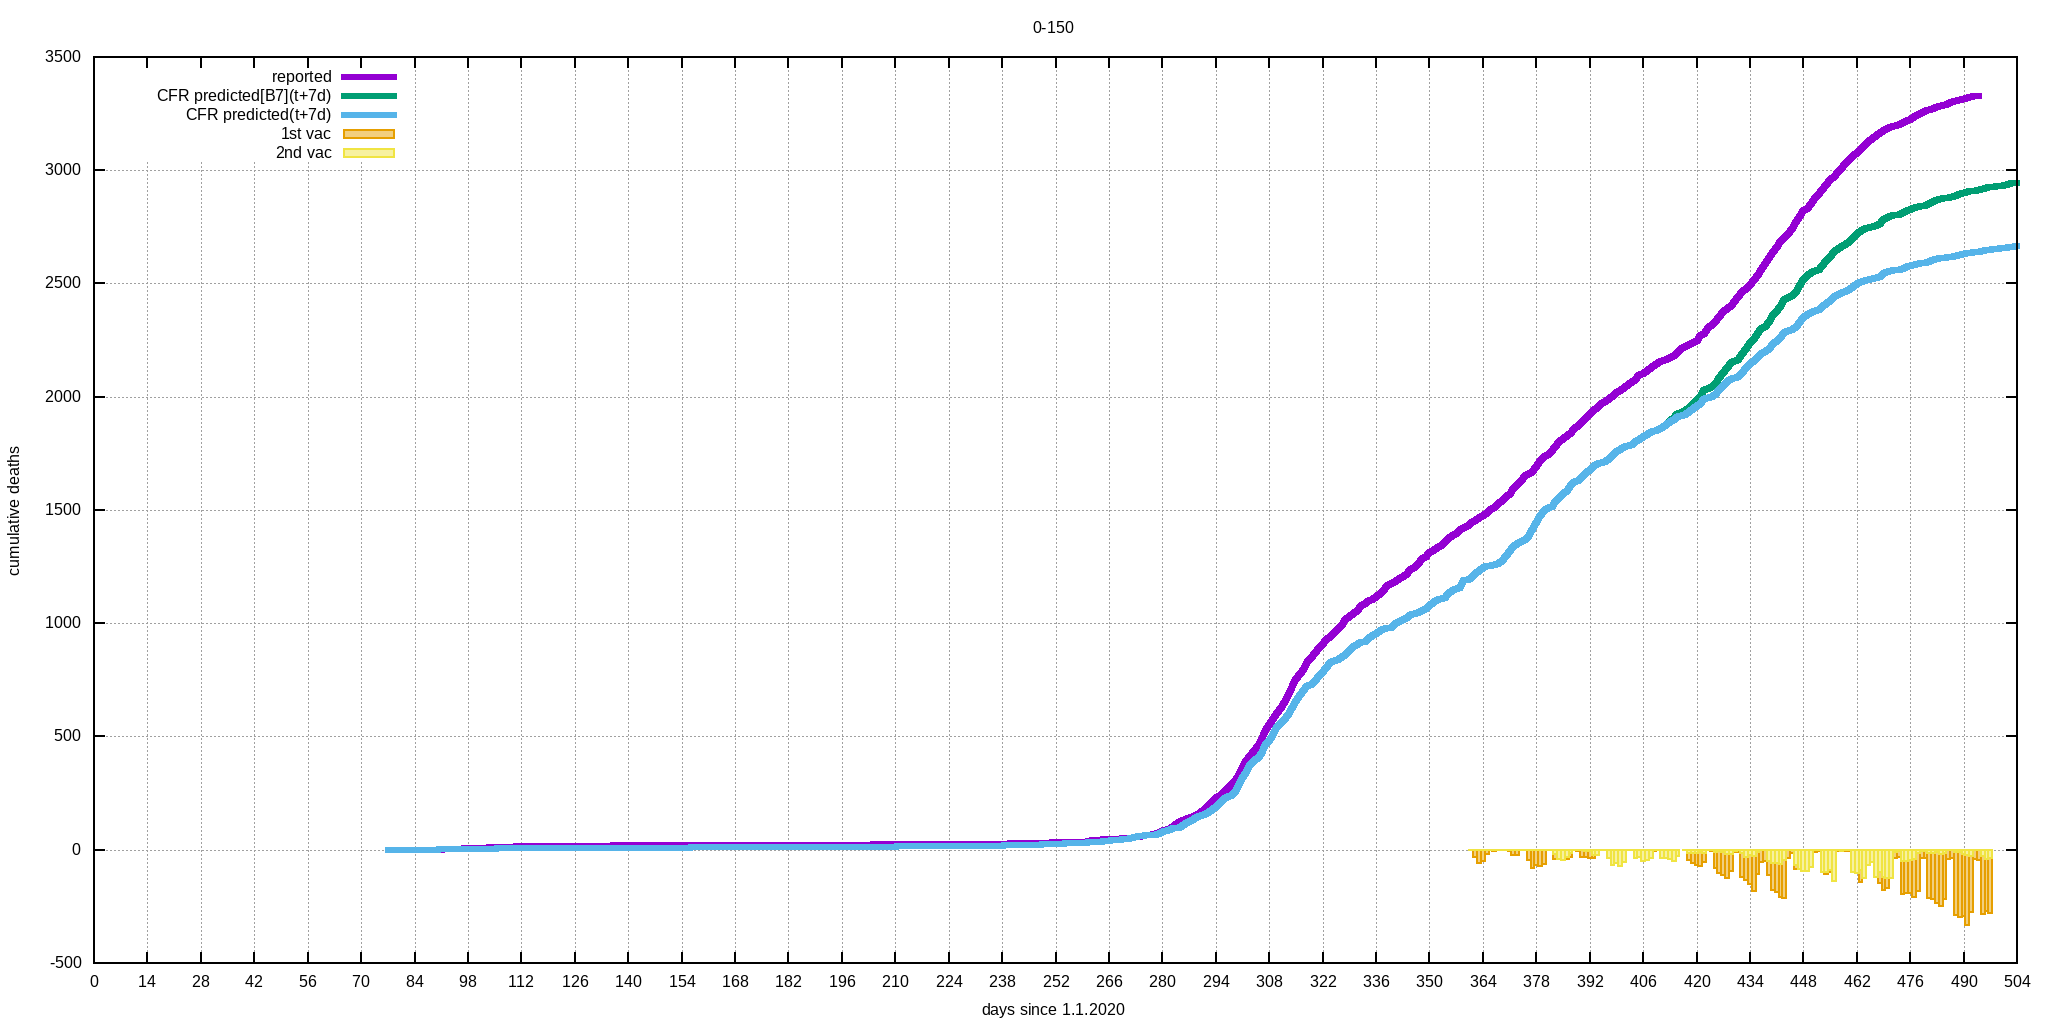 0-150
3500
3000
2500
2000
1500
1000
500
0
-500
cumulative deaths
reported
CFR predicted[B7](t+7d)
CFR predicted(t+7d)
1st vac
2nd vac
0 14 28 42 56 70 84 98 112 126 140 154 168 182 196 210 224 238 252 266 280 294 308 322 336 350 364 378 392 406 420 434 448 462 476 490 504
days since 1.1.2020